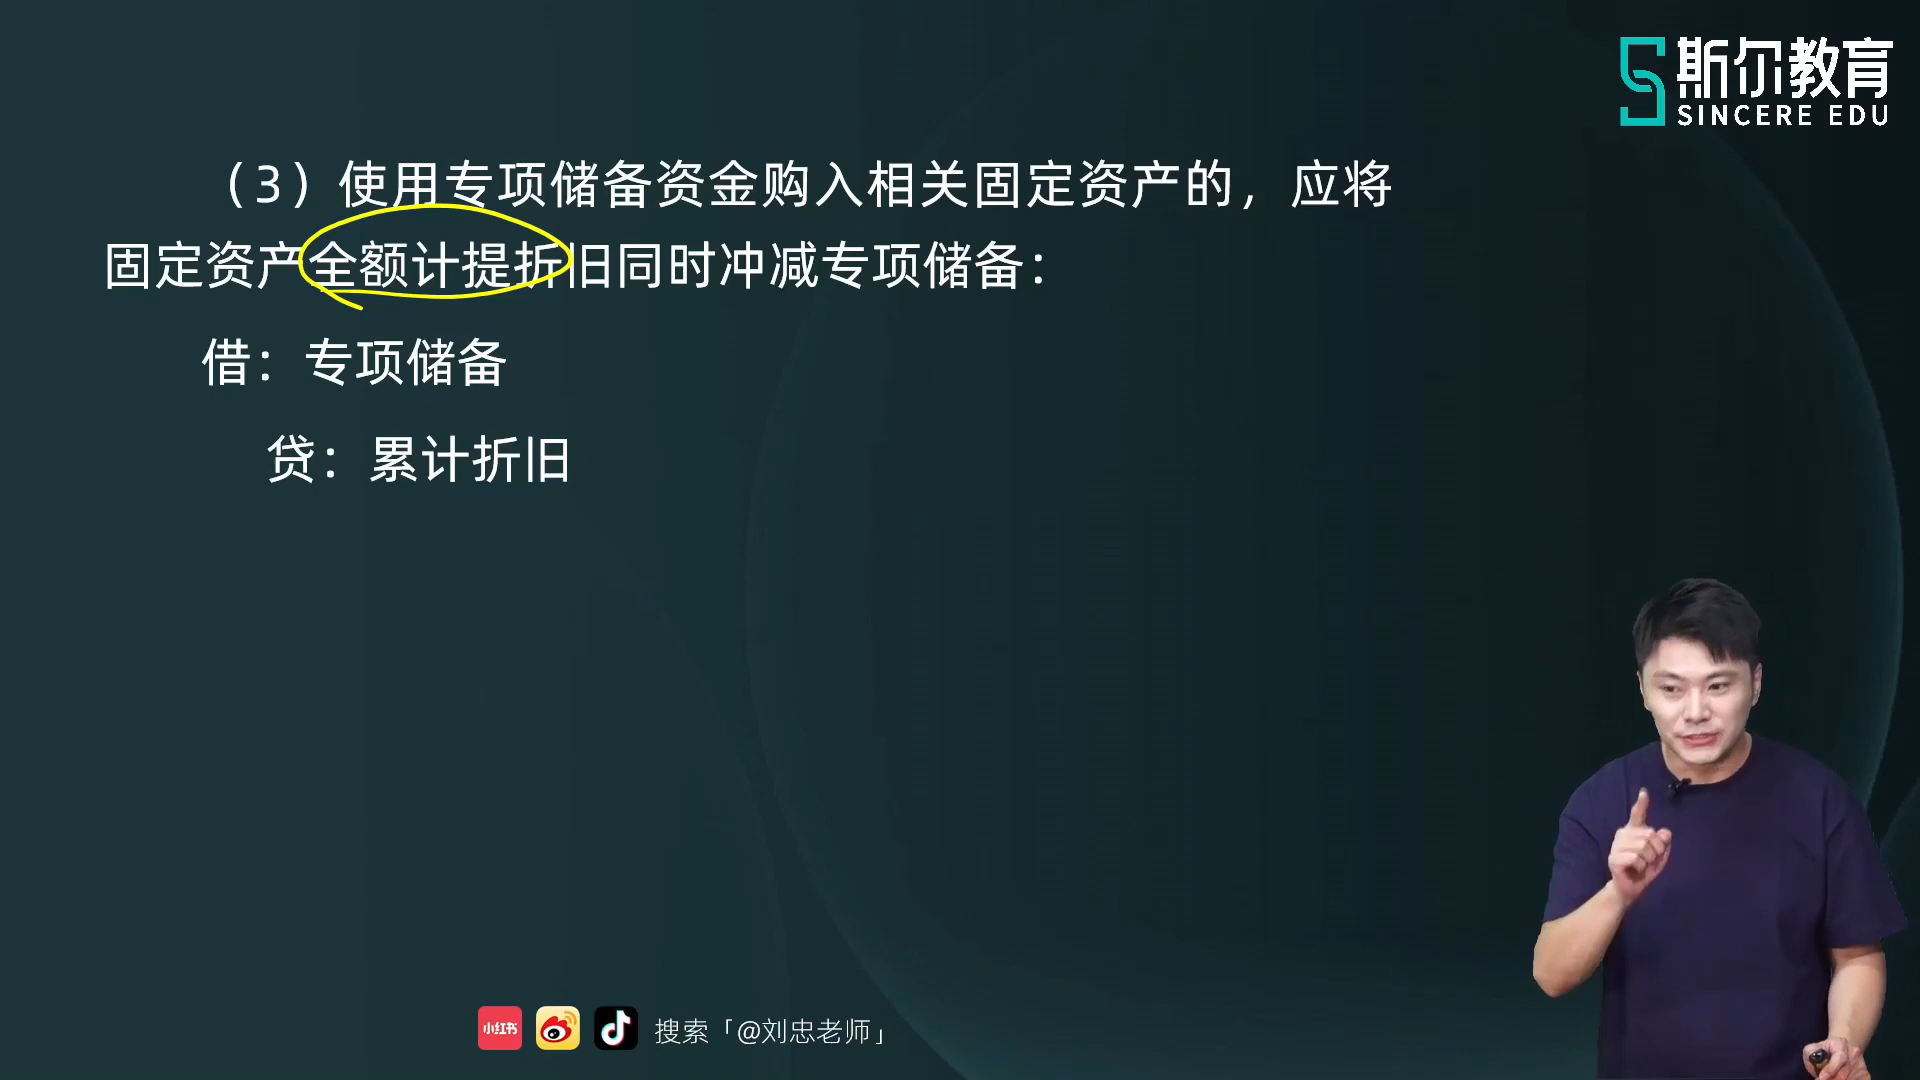 斯尔教育
SINCERE EDU
（3）使用专项储备资金购入相关固定资产的，应将
固定资产全额计提折旧同时冲减专项储备：
借：专项储备
贷：累计折旧
小红书
搜索「@刘忠老师」